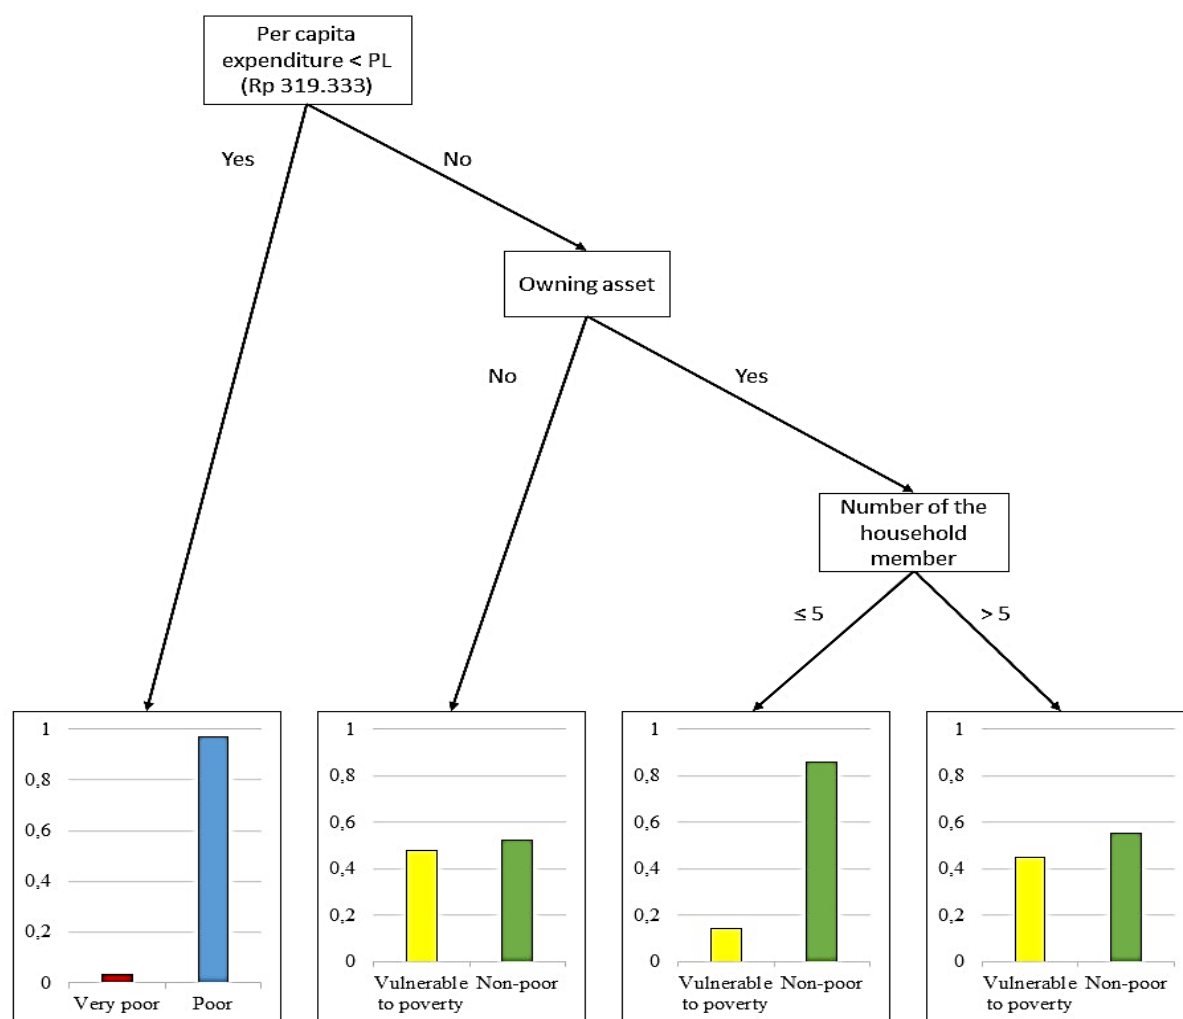 Per capita
expenditure < PL
(Rp 319.333)
Yes
No
Owning asset
No
Yes
Number of the
household
member
≤ 5
> 5
1
0,8
0,6
0,4
0,2
0
Very poor
Poor
1
0,8
0,6
0,4
0,2
0
Vulnerable
to poverty
Non-poor
1
0,8
0,6
0,4
0,2
0
Vulnerable
to poverty
Non-poor
1
0,8
0,6
0,4
0,2
0
Vulnerable
to poverty
Non-poor